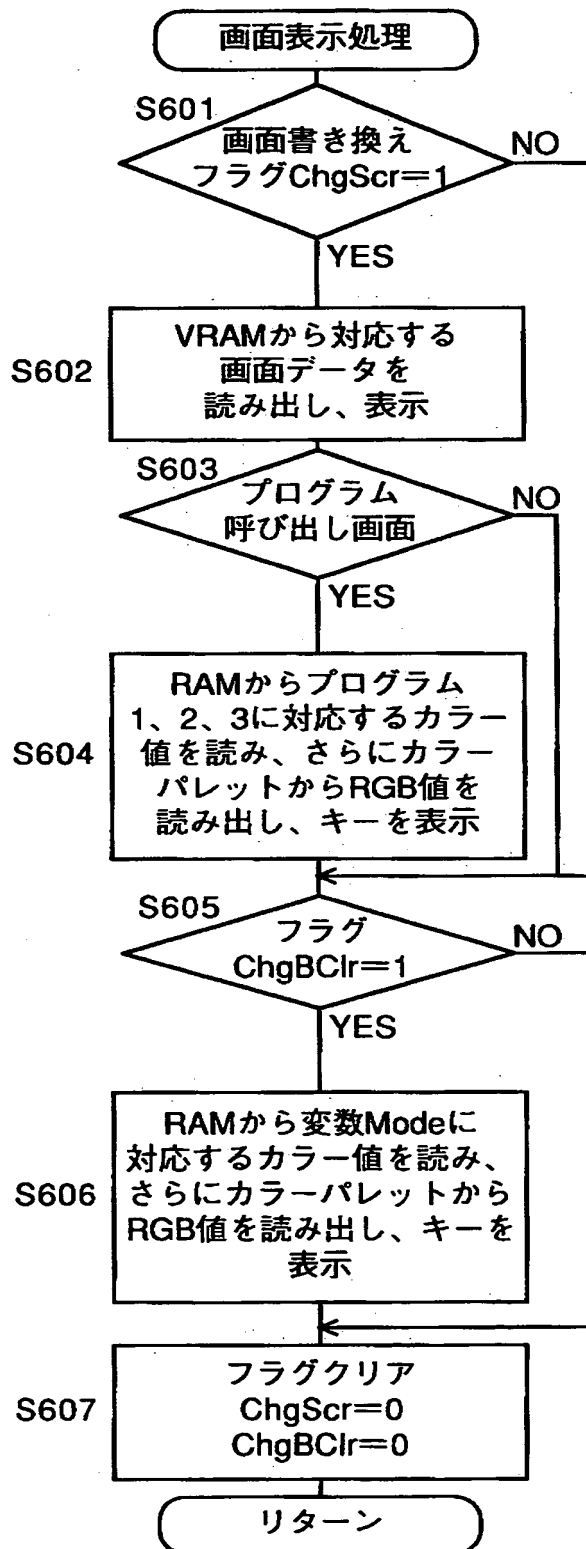 画面表示処理
S601
画面書き換え
フラグChgScr=1
NO
YES
S602
VRAMから対応する
画面データを
読み出し、表示
S603
プログラム
呼び出し画面
NO
YES
S604
RAMからプログラム
1、2、3に対応するカラー
値を読み、さらにカラー
パレットからRGB値を
読み出し、キーを表示
S605
フラグ
ChgBClr=1
NO
YES
S606
RAMから変数Modeに
対応するカラー値を読み、
さらにカラーパレットから
RGB値を読み出し、キーを
表示
S607
フラグクリア
ChgScr=0
ChgBClr=0
リターン